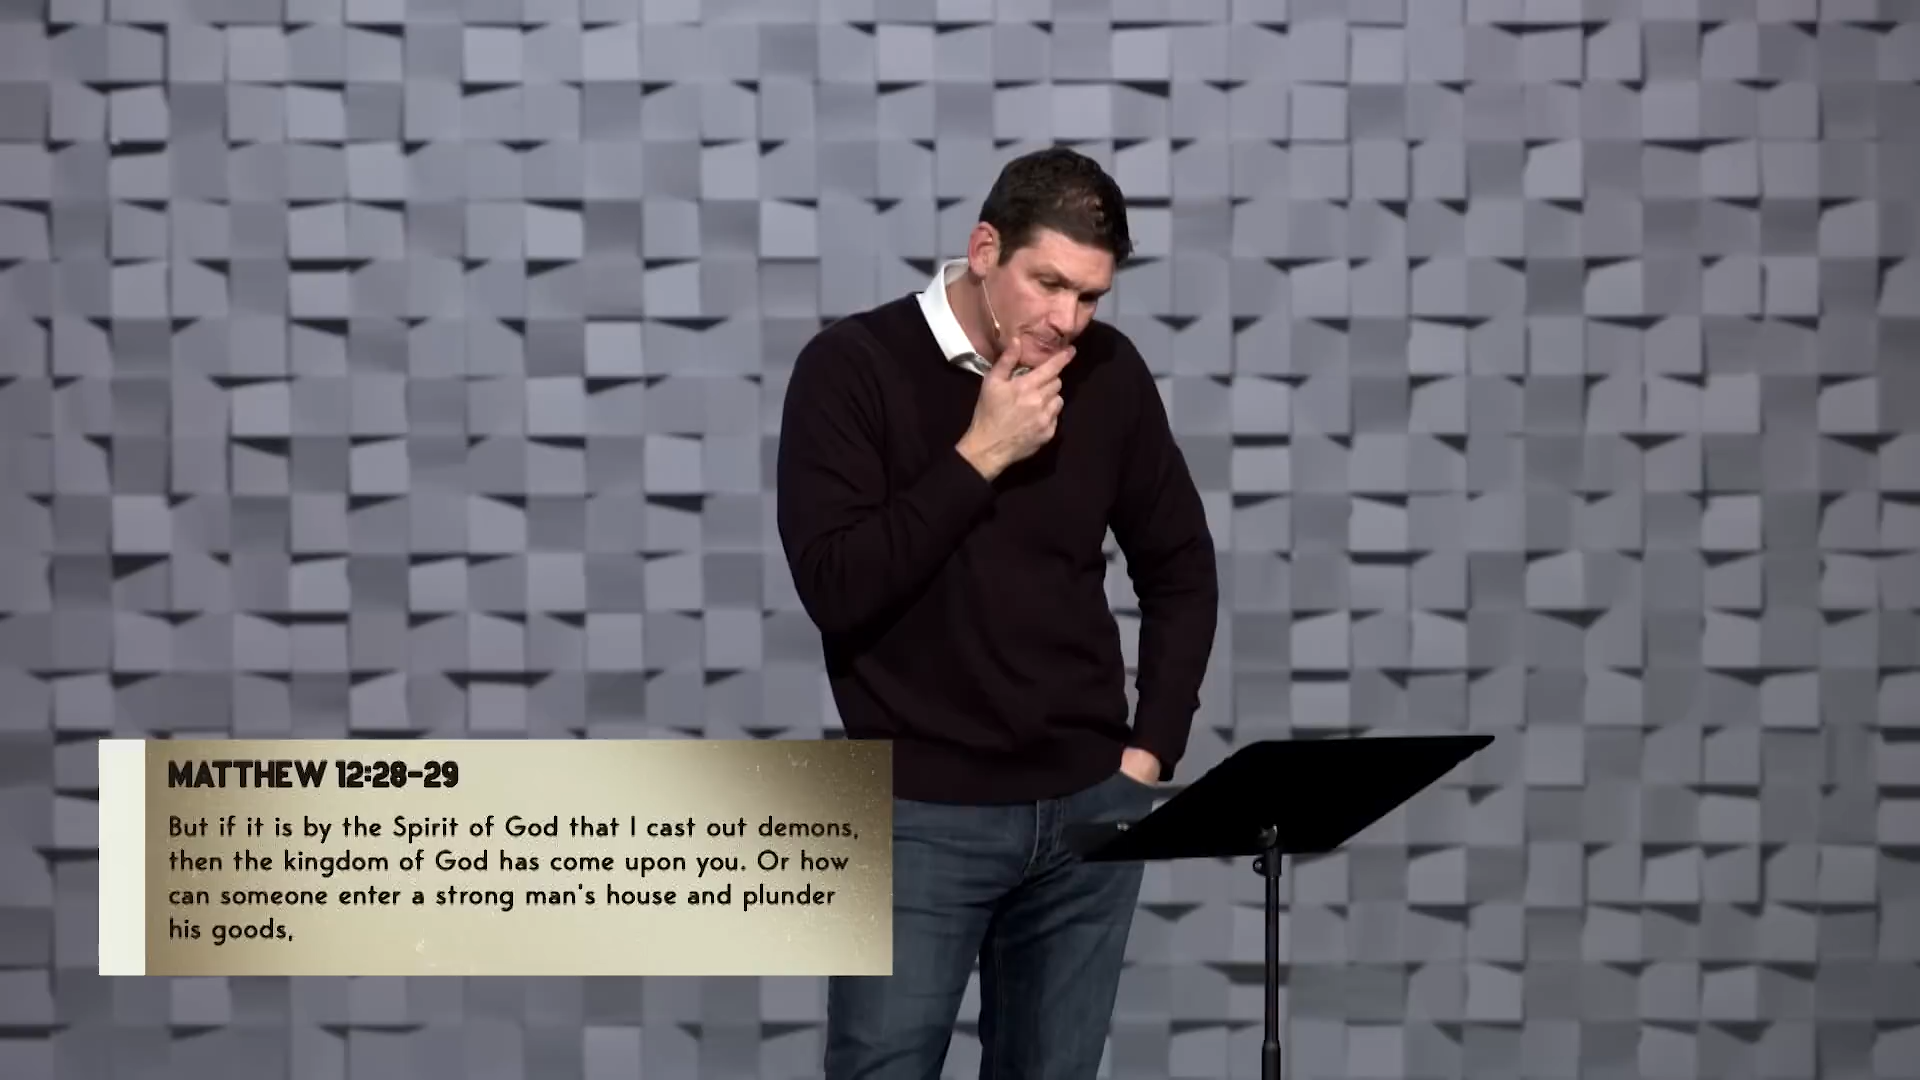 MATTHEW 12:28-29
But if it is by the Spirit of God that I cast out demons,
then the kingdom of God has come upon you. Or how
can someone enter a strong man's house and plunder
his goods,